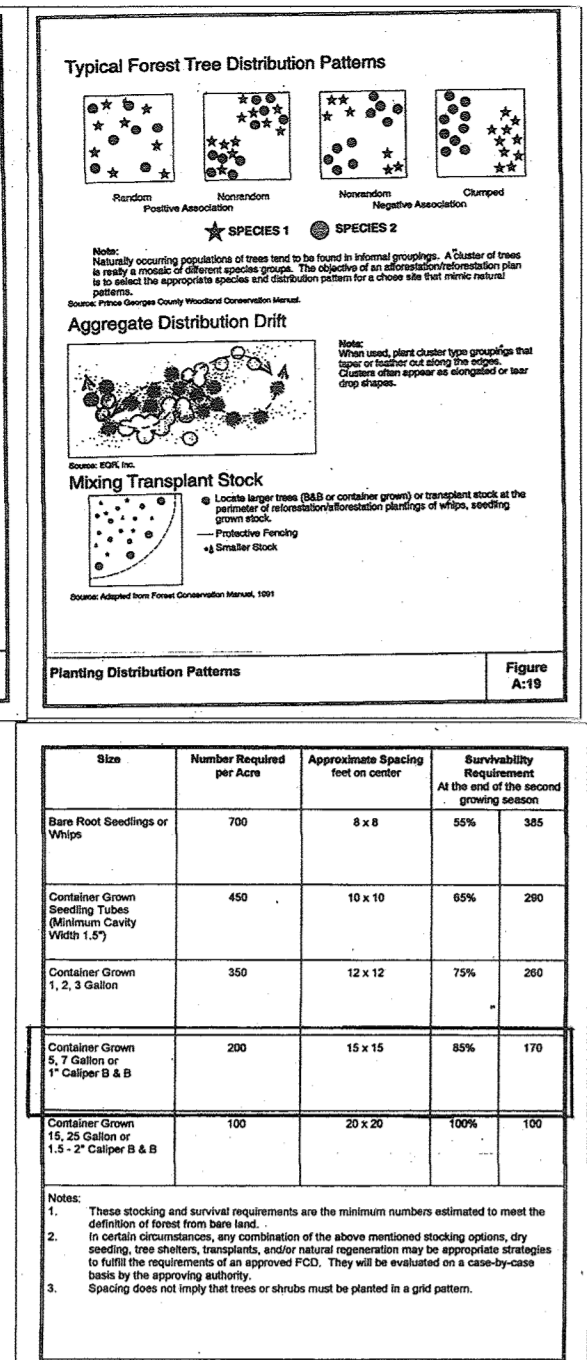 Typical Forest Tree Distribution Patterns
Random
Nonrandom
Nonrandom
Clumped
Positive Association
Negative Association
SPECIES 1
SPECIES 2
Note:
Naturally occurring populations of trees tend to be found in informal groupings. A cluster of trees
is really a mosaic of different species groups. The objective of an afforestation/reforestation plan
is to select the appropriate species and distribution pattern for a chose site that mimic natural
patterns.
Source: Prince Georges County Woodland Conservation Manual.
Aggregate Distribution Drift
Note:
When used, plant cluster type groupings that
taper or feather out along the edges.
Clusters often appear as elongated or tear
drop shapes.
Source: EQR, Inc.
Mixing Transplant Stock
Locate larger trees (B&B or container grown) or transplant stock at the
perimeter of reforestation/afforestation plantings of whips, seedling
grown stock.
Protective Fencing
Smaller Stock
Source: Adapted from Forest Conservation Manual, 1991
Planting Distribution Patterns
Figure
A:19
Size Number Required Approximate Spacing Survivability
per Acre feet on center Requirement
At the end of the second
growing season
Bare Root Seedlings or 700 8 x 8 55% 385
Whips
Container Grown 450 10 x 10 65% 290
Seedling Tubes
(Minimum Cavity
Width 1.5")
Container Grown 350 12 x 12 75% 260
1, 2, 3 Gallon
Container Grown 200 15 x 15 85% 170
5, 7 Gallon or
1" Caliper B & B
Container Grown 100 20 x 20 100% 100
15, 25 Gallon or
1.5 - 2" Caliper B & B
Notes:
1. These stocking and survival requirements are the minimum numbers estimated to meet the
definition of forest from bare land.
2. In certain circumstances, any combination of the above mentioned stocking options, dry
seeding, tree shelters, transplants, and/or natural regeneration may be appropriate strategies
to fulfill the requirements of an approved FCD. They will be evaluated on a case-by-case
basis by the approving authority.
3. Spacing does not imply that trees or shrubs must be planted in a grid pattern.